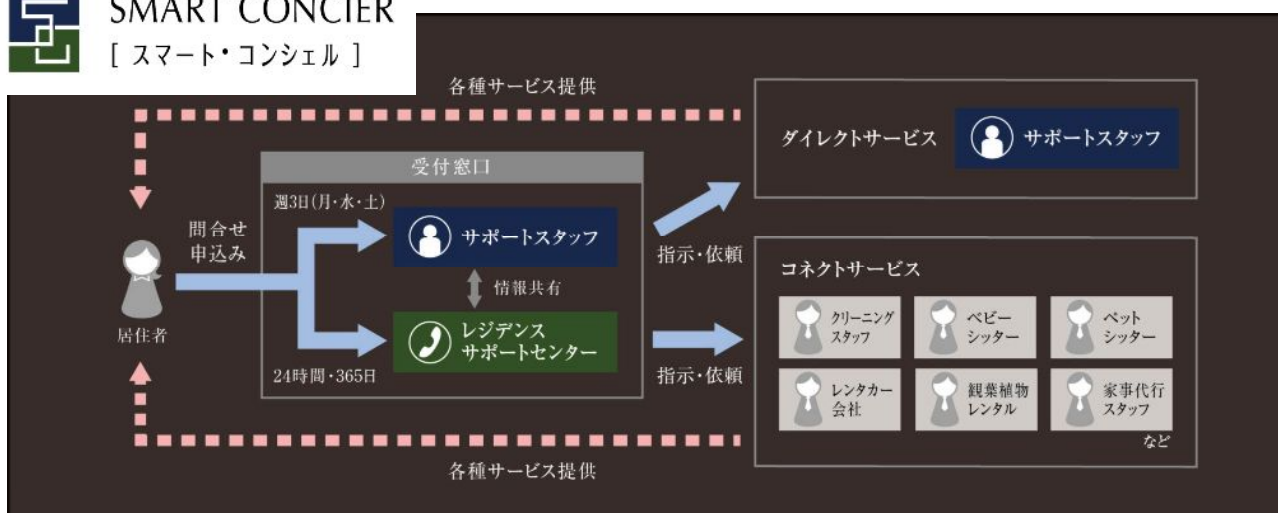 SMART CONCIER
[ スマート・コンシェル ]
各種サービス提供
ダイレクトサービス
サポートスタッフ
受付窓口
週3日(月・水・土)
問合せ
申込み
サポートスタッフ
指示・依頼
情報共有
居住者
レジデンス
サポートセンター
24時間・365日
指示・依頼
コネクトサービス
クリーニング
スタッフ
ベビー
シッター
ペット
シッター
レンタカー
会社
観葉植物
レンタル
家事代行
スタッフ
など
各種サービス提供